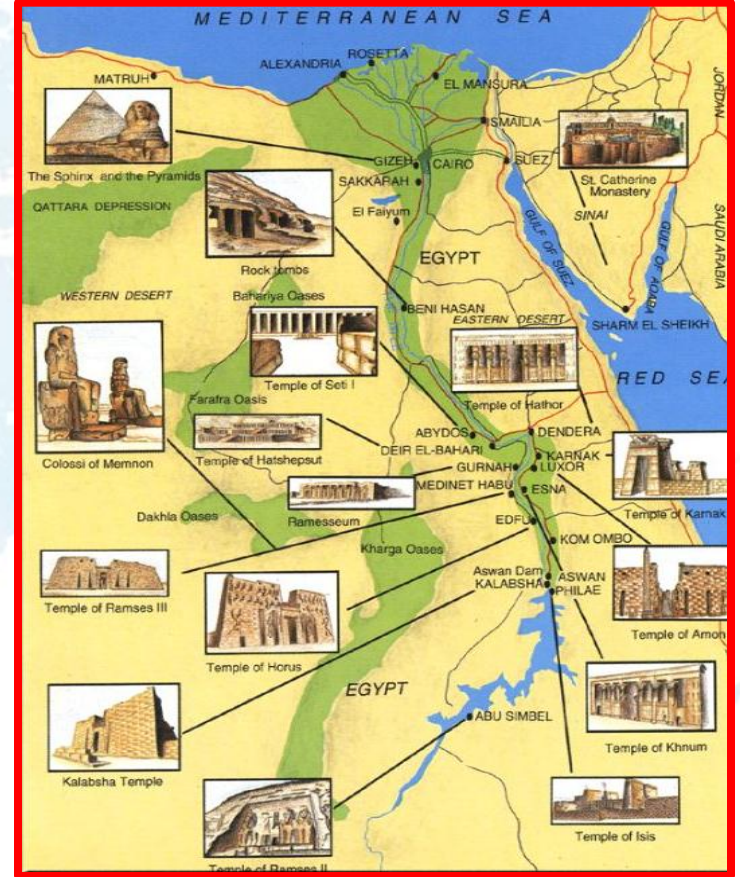 MEDITERRANEAN SEA
ROSETTA
ALEXANDRIA
MATRUH
EL MANSURA
JORDAN
ISMAILIA
The Sphinx and the Pyramids
GIZEH
CAIRO
SUEZ
St. Catherine
Monastery
SAKKARAH
QATTARA DEPRESSION
El Faiyum
SINAI
GULF OF SUEZ
GULF OF AQABA
SAUDI ARABIA
Rock tombs
EGYPT
WESTERN DESERT
Bahariya Oases
BENI HASAN
EASTERN DESERT
SHARM EL SHEIKH
Temple of Seti I
RED SEA
Farafra Oasis
Temple of Hathor
ABYDOS
DENDERA
Temple of Hatshepsut
DEIR EL-BAHARI
KARNAK
Colossi of Memnon
GURNAH
LUXOR
MEDINET HABU
ESNA
Temple of Karnak
Dakhla Oases
Ramesseum
EDFU
Kharga Oases
KOM OMBO
Aswan Dam
ASWAN
KALABSHA
PHILAE
Temple of Ramses III
Temple of Amon
Temple of Horus
EGYPT
ABU SIMBEL
Temple of Khnum
Kalabsha Temple
Temple of Isis
Temple of Ramses II